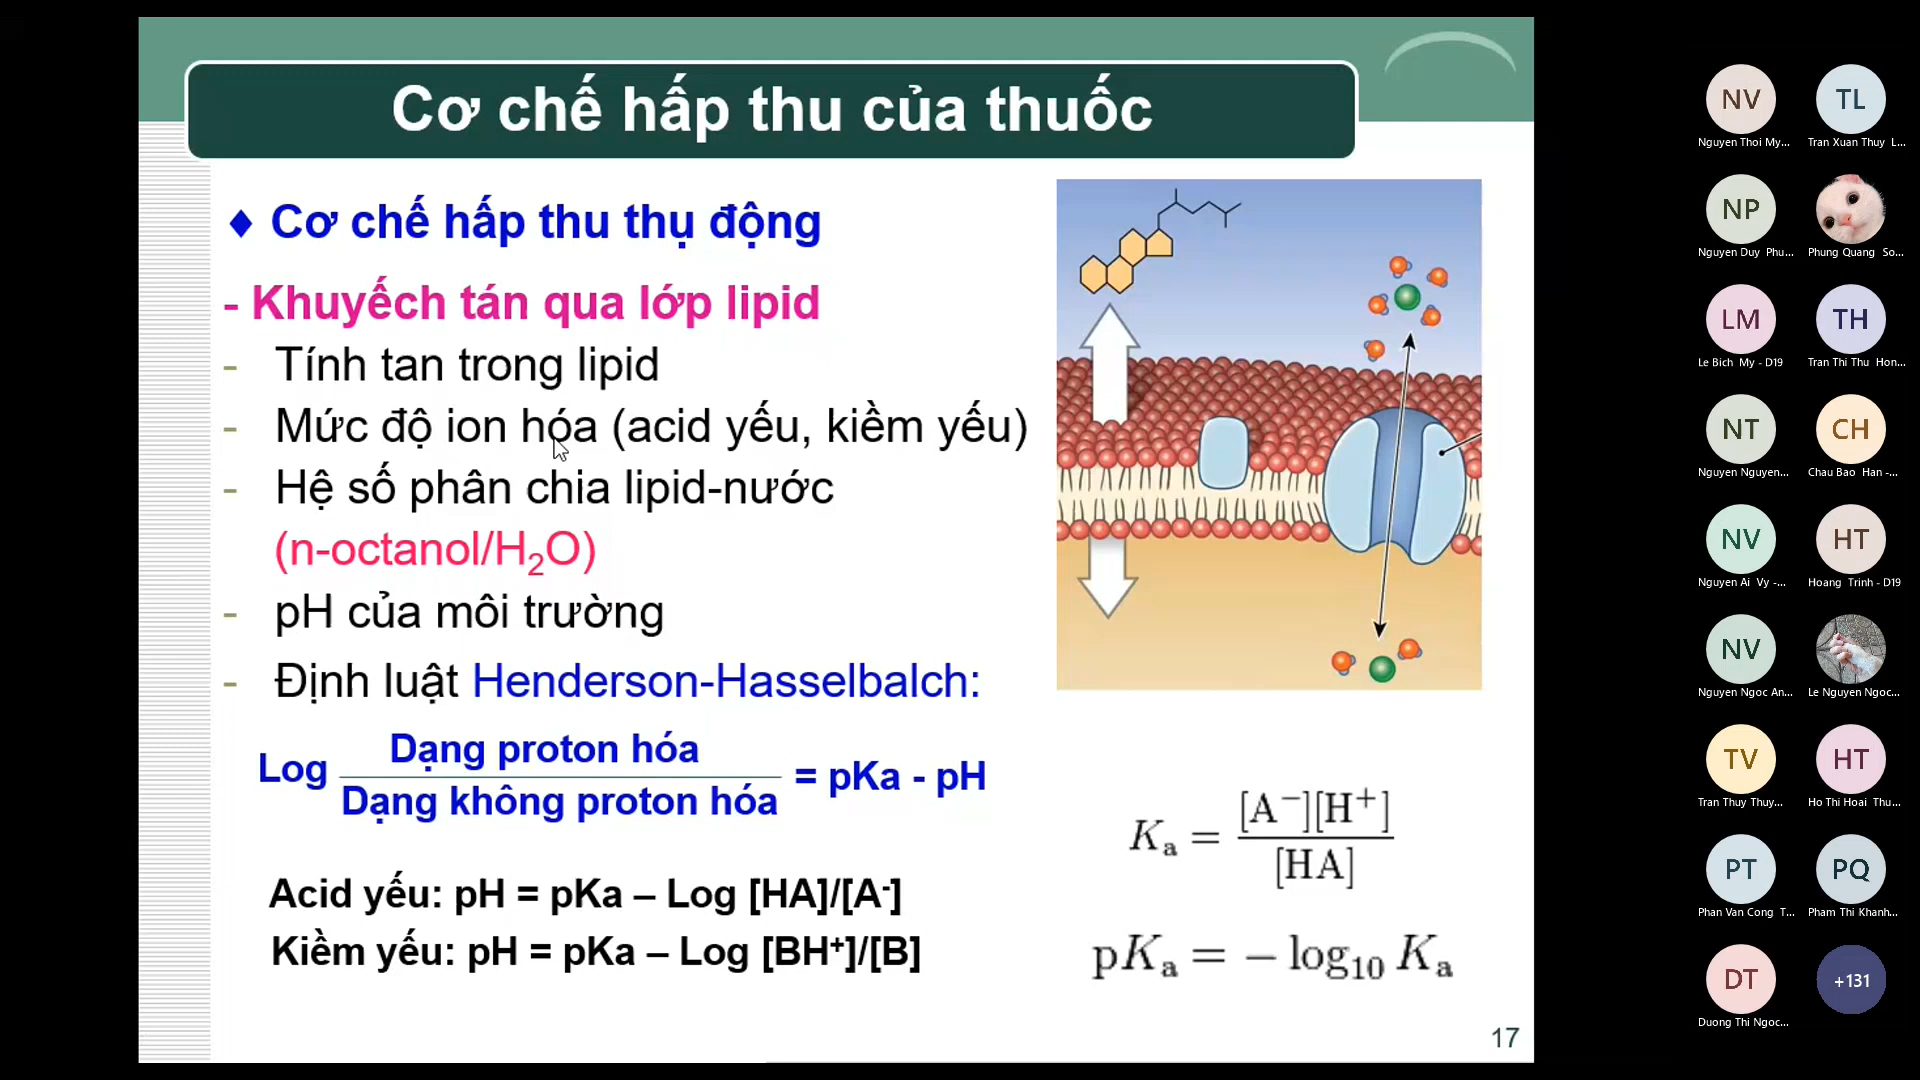 Cơ chế hấp thu của thuốc
♦ Cơ chế hấp thu thụ động
- Khuyếch tán qua lớp lipid
- Tính tan trong lipid
- Mức độ ion hóa (acid yếu, kiềm yếu)
- Hệ số phân chia lipid-nước
(n-octanol/H₂O)
- pH của môi trường
- Định luật Henderson-Hasselbalch:
Log Dạng proton hóa / Dạng không proton hóa = pKa - pH
Acid yếu: pH = pKa – Log [HA]/[A⁻]
Kiềm yếu: pH = pKa – Log [BH⁺]/[B]
Kₐ = [A⁻][H⁺] / [HA]
pKₐ = − log₁₀ Kₐ
17
NV
TL
Nguyen Thoi My...
Tran Xuan Thuy L...
NP
Nguyen Duy Phu...
Phung Quang So...
LM
TH
Le Bich My - D19
Tran Thi Thu Hon...
NT
CH
Nguyen Nguyen...
Chau Bao Han -...
NV
HT
Nguyen Ai Vy -...
Hoang Trinh - D19
NV
Nguyen Ngoc An...
Le Nguyen Ngoc...
TV
HT
Tran Thuy Thuy...
Ho Thi Hoai Thu...
PT
PQ
Phan Van Cong T...
Pham Thi Khanh...
DT
+131
Duong Thi Ngoc...